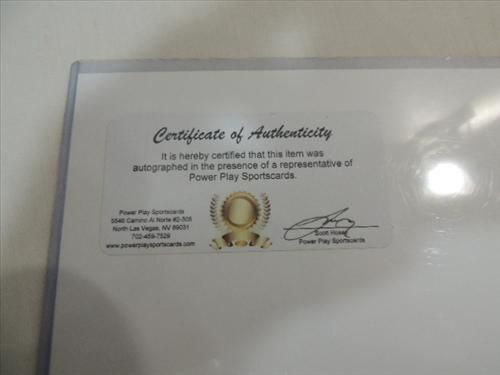 Certificate of Authenticity
It is hereby certified that this item was
autographed in the presence of a representative of
Power Play Sportscards.
Power Play Sportscards
5546 Camino Al Norte #2-305
North Las Vegas, NV 89031
702-459-7529
www.powerplaysportscards.com
Scott
Power Play Sportscards